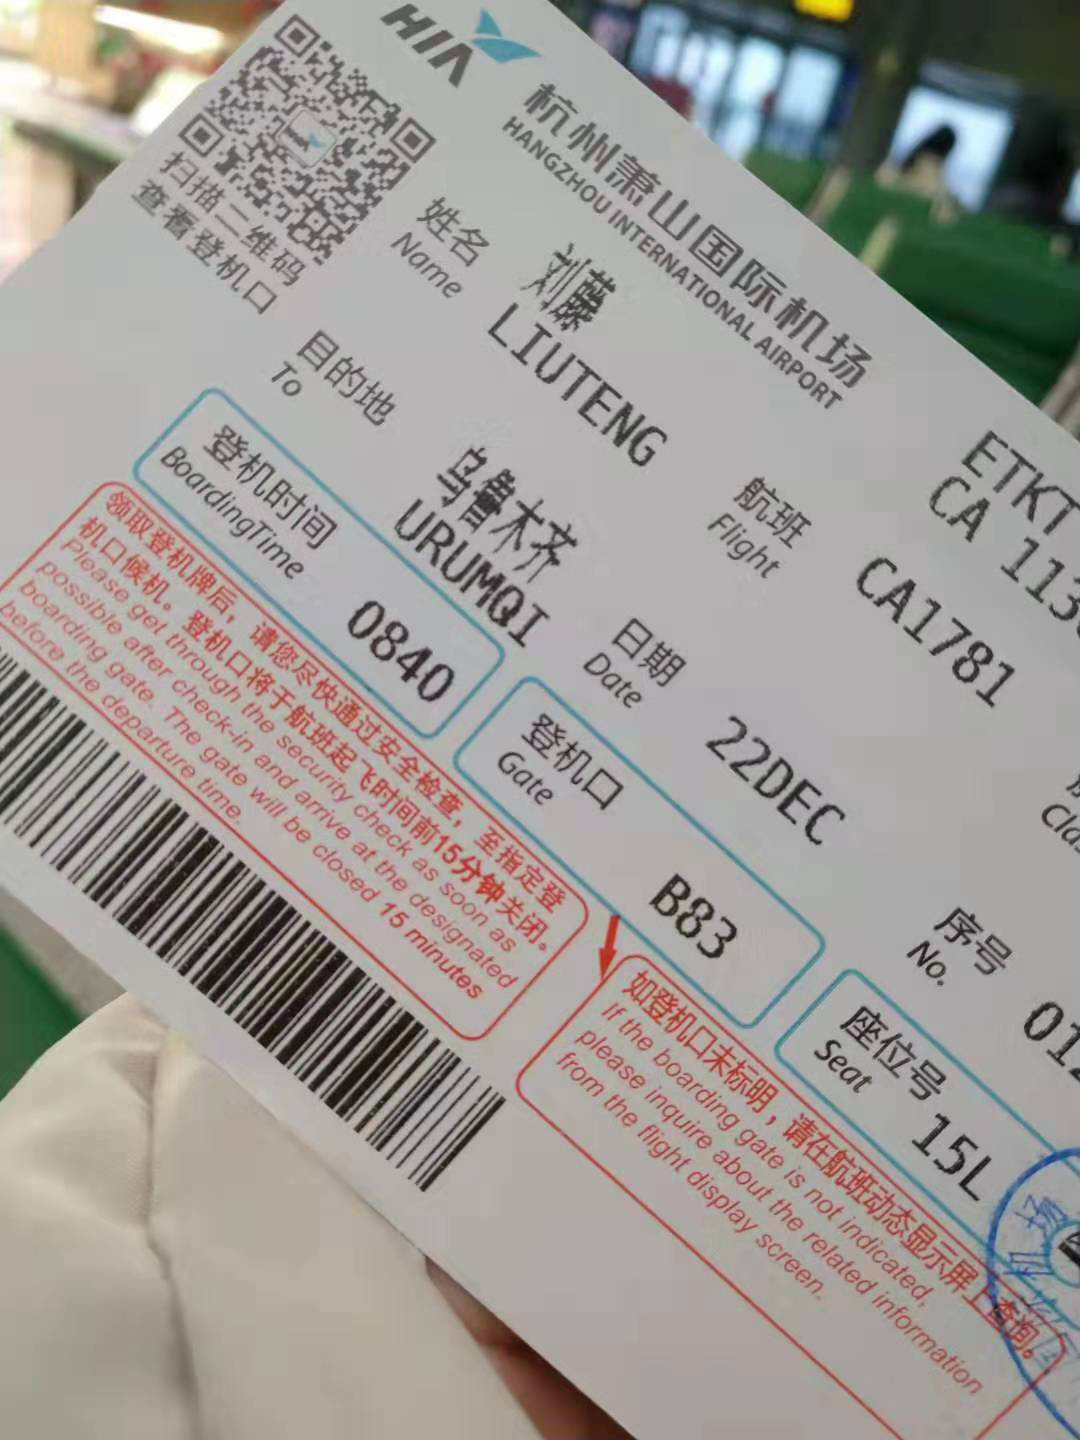 HIA
杭州萧山国际机场
HANGZHOU INTERNATIONAL AIRPORT
扫描二维码
查看登机口
姓名
Name
刘藤
LIUTENG
ETKT
CA 113
目的地
To
乌鲁木齐
URUMQI
航班
Flight
CA1781
日期
Date
22DEC
登机时间
BoardingTime
0840
登机口
Gate
B83
序号
No.
012
座位号
Seat
15L
领取登机牌后，请您尽快通过安全检查，至指定登
机口候机。登机口将于航班起飞时间前15分钟关闭。
Please get through the security check as soon as
possible after check-in and arrive at the designated
boarding gate. The gate will be closed 15 minutes
before the departure time.
如登机口未标明，请在航班动态显示屏上查询。
If the boarding gate is not indicated,
please inquire about the related information
from the flight display screen.